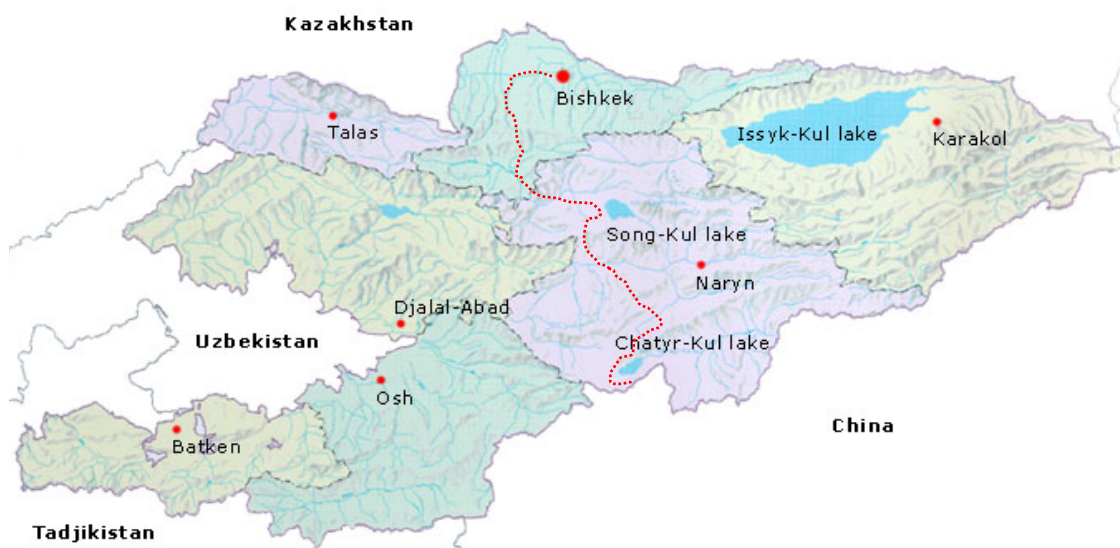 Kazakhstan
Bishkek
Talas
Issyk-Kul lake
Karakol
Song-Kul lake
Naryn
Djalal-Abad
Uzbekistan
Chatyr-Kul lake
Osh
China
Batken
Tadjikistan